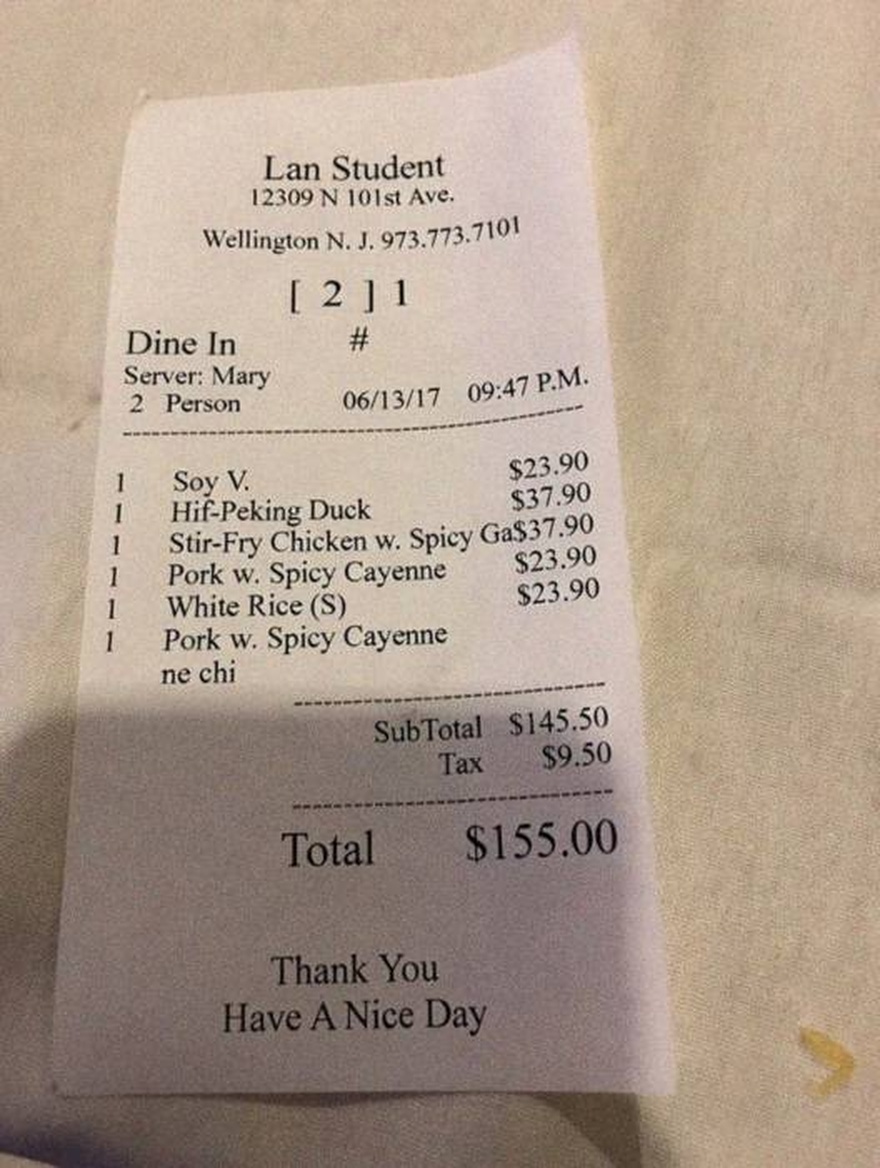 Lan Student
12309 N 101st Ave.
Wellington N. J. 973.773.7101
[ 2 ] 1
Dine In #
Server: Mary
2 Person 06/13/17 09:47 P.M.
1 Soy V. $23.90
1 Hif-Peking Duck $37.90
1 Stir-Fry Chicken w. Spicy Ga$37.90
1 Pork w. Spicy Cayenne $23.90
1 White Rice (S) $23.90
1 Pork w. Spicy Cayenne
ne chi
SubTotal $145.50
Tax $9.50
Total $155.00
Thank You
Have A Nice Day